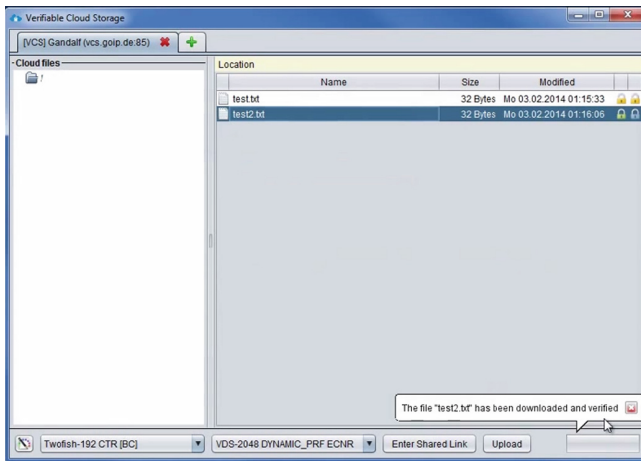 Verifiable Cloud Storage
[VCS] Gandalf (vcs.goip.de:85)
Cloud files
Location
/
Name Size Modified
test.txt 32 Bytes Mo 03.02.2014 01:15:33
test2.txt 32 Bytes Mo 03.02.2014 01:16:06
The file "test2.txt" has been downloaded and verified
Twofish-192 CTR [BC] VDS-2048 DYNAMIC_PRF ECNR Enter Shared Link Upload